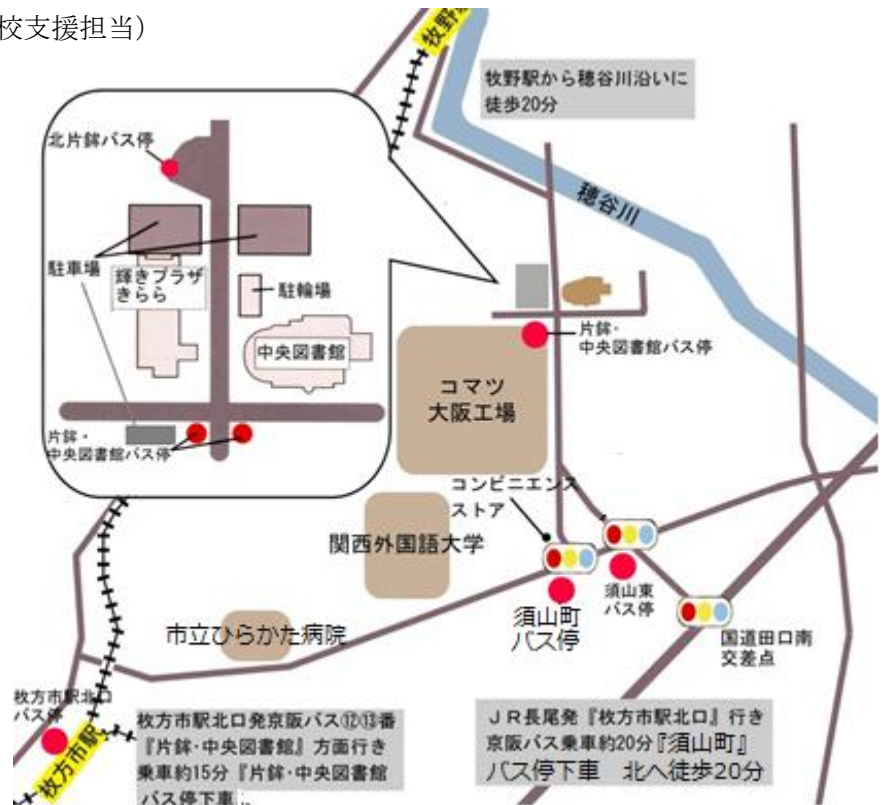 校支援担当）
牧野
牧野駅から穂谷川沿いに
徒歩20分
北片鉾バス停
穂谷川
駐車場
輝きプラザ
きらら
駐輪場
中央図書館
片鉾・
中央図書館バス停
片鉾・
中央図書館バス停
コマツ
大阪工場
コンビニエンス
ストア
関西外国語大学
須山東
バス停
須山町
バス停
市立ひらかた病院
国道田口南
交差点
枚方市駅北口
バス停
枚方市駅
枚方市駅北口発京阪バス⑫⑬番
『片鉾・中央図書館』方面行き
乗車約15分『片鉾・中央図書館
バス停下車
ＪＲ長尾発『枚方市駅北口』行き
京阪バス乗車約20分『須山町』
バス停下車　北へ徒歩20分